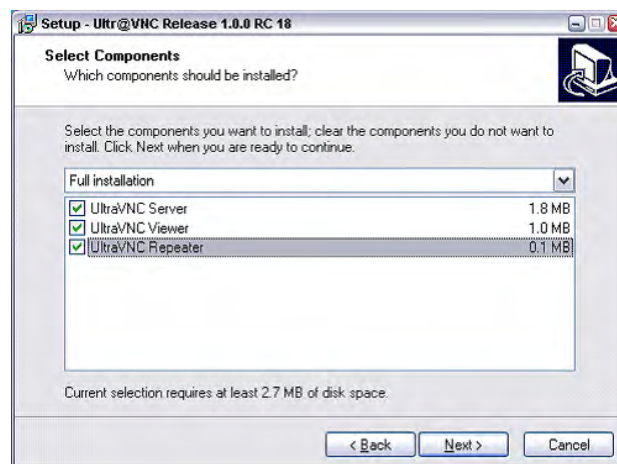 Setup - Ultr@VNC Release 1.0.0 RC 18
Select Components
Which components should be installed?
Select the components you want to install; clear the components you do not want to
install. Click Next when you are ready to continue.
Full installation
UltraVNC Server 1.8 MB
UltraVNC Viewer 1.0 MB
UltraVNC Repeater 0.1 MB
Current selection requires at least 2.7 MB of disk space.
< Back Next > Cancel